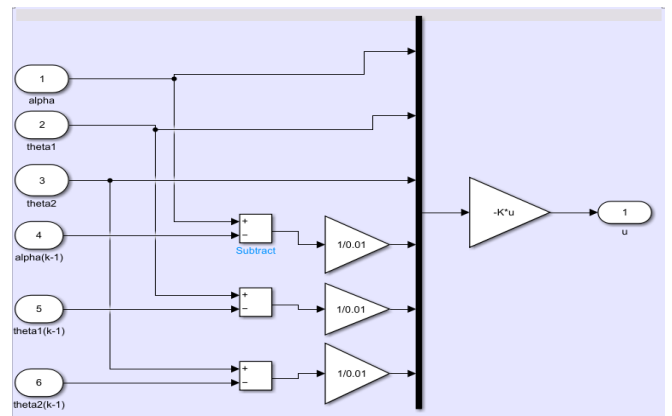 1
alpha
2
theta1
3
theta2
4
alpha(k-1)
+
−
Subtract
1/0.01
5
theta1(k-1)
+
−
1/0.01
6
theta2(k-1)
+
−
1/0.01
-K*u
1
u